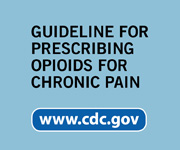 GUIDELINE FOR
PRESCRIBING
OPIOIDS FOR
CHRONIC PAIN
www.cdc.gov